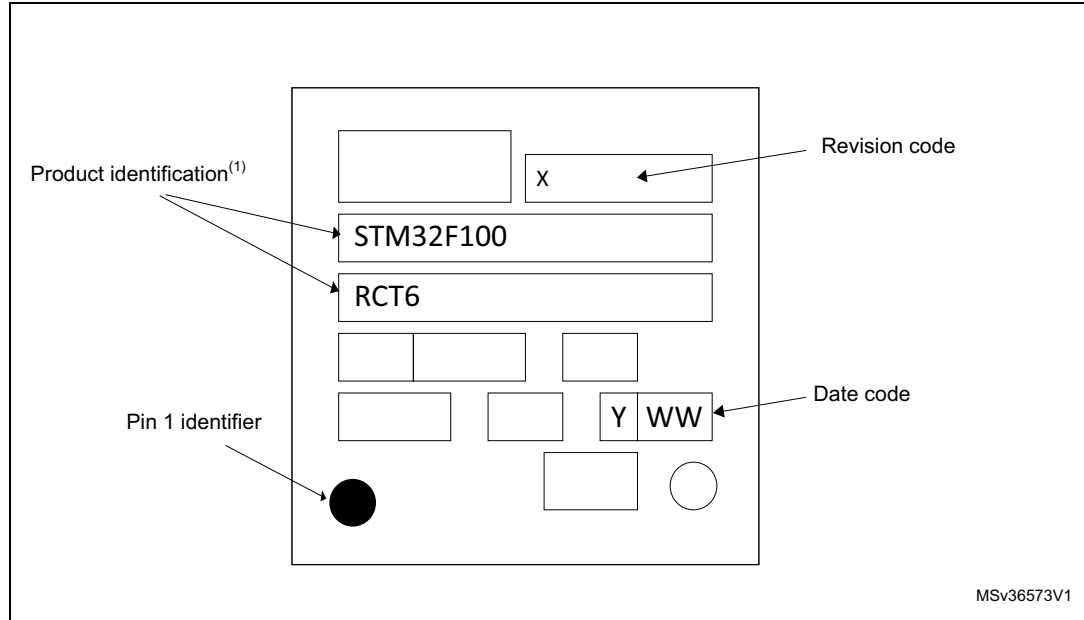 Revision code
Product identification(1)
X
STM32F100
RCT6
Date code
Y WW
Pin 1 identifier
MSv36573V1